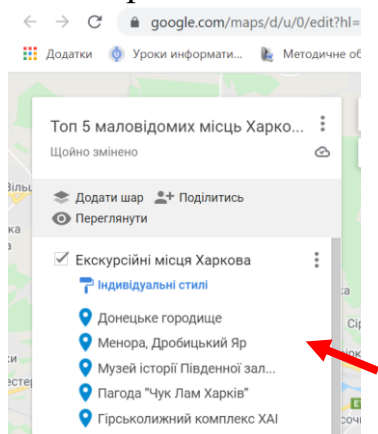 google.com/maps/d/u/0/edit?hl=
Додатки Уроки информати... Методичне об
Топ 5 маловідомих місць Харко...
Щойно змінено
Додати шар Поділитись
Переглянути
Екскурсійні місця Харкова
Індивідуальні стилі
Донецьке городище
Менора, Дробицький Яр
Музей історії Південної зал...
Пагода "Чук Лам Харків"
Гірськолижний комплекс ХАІ